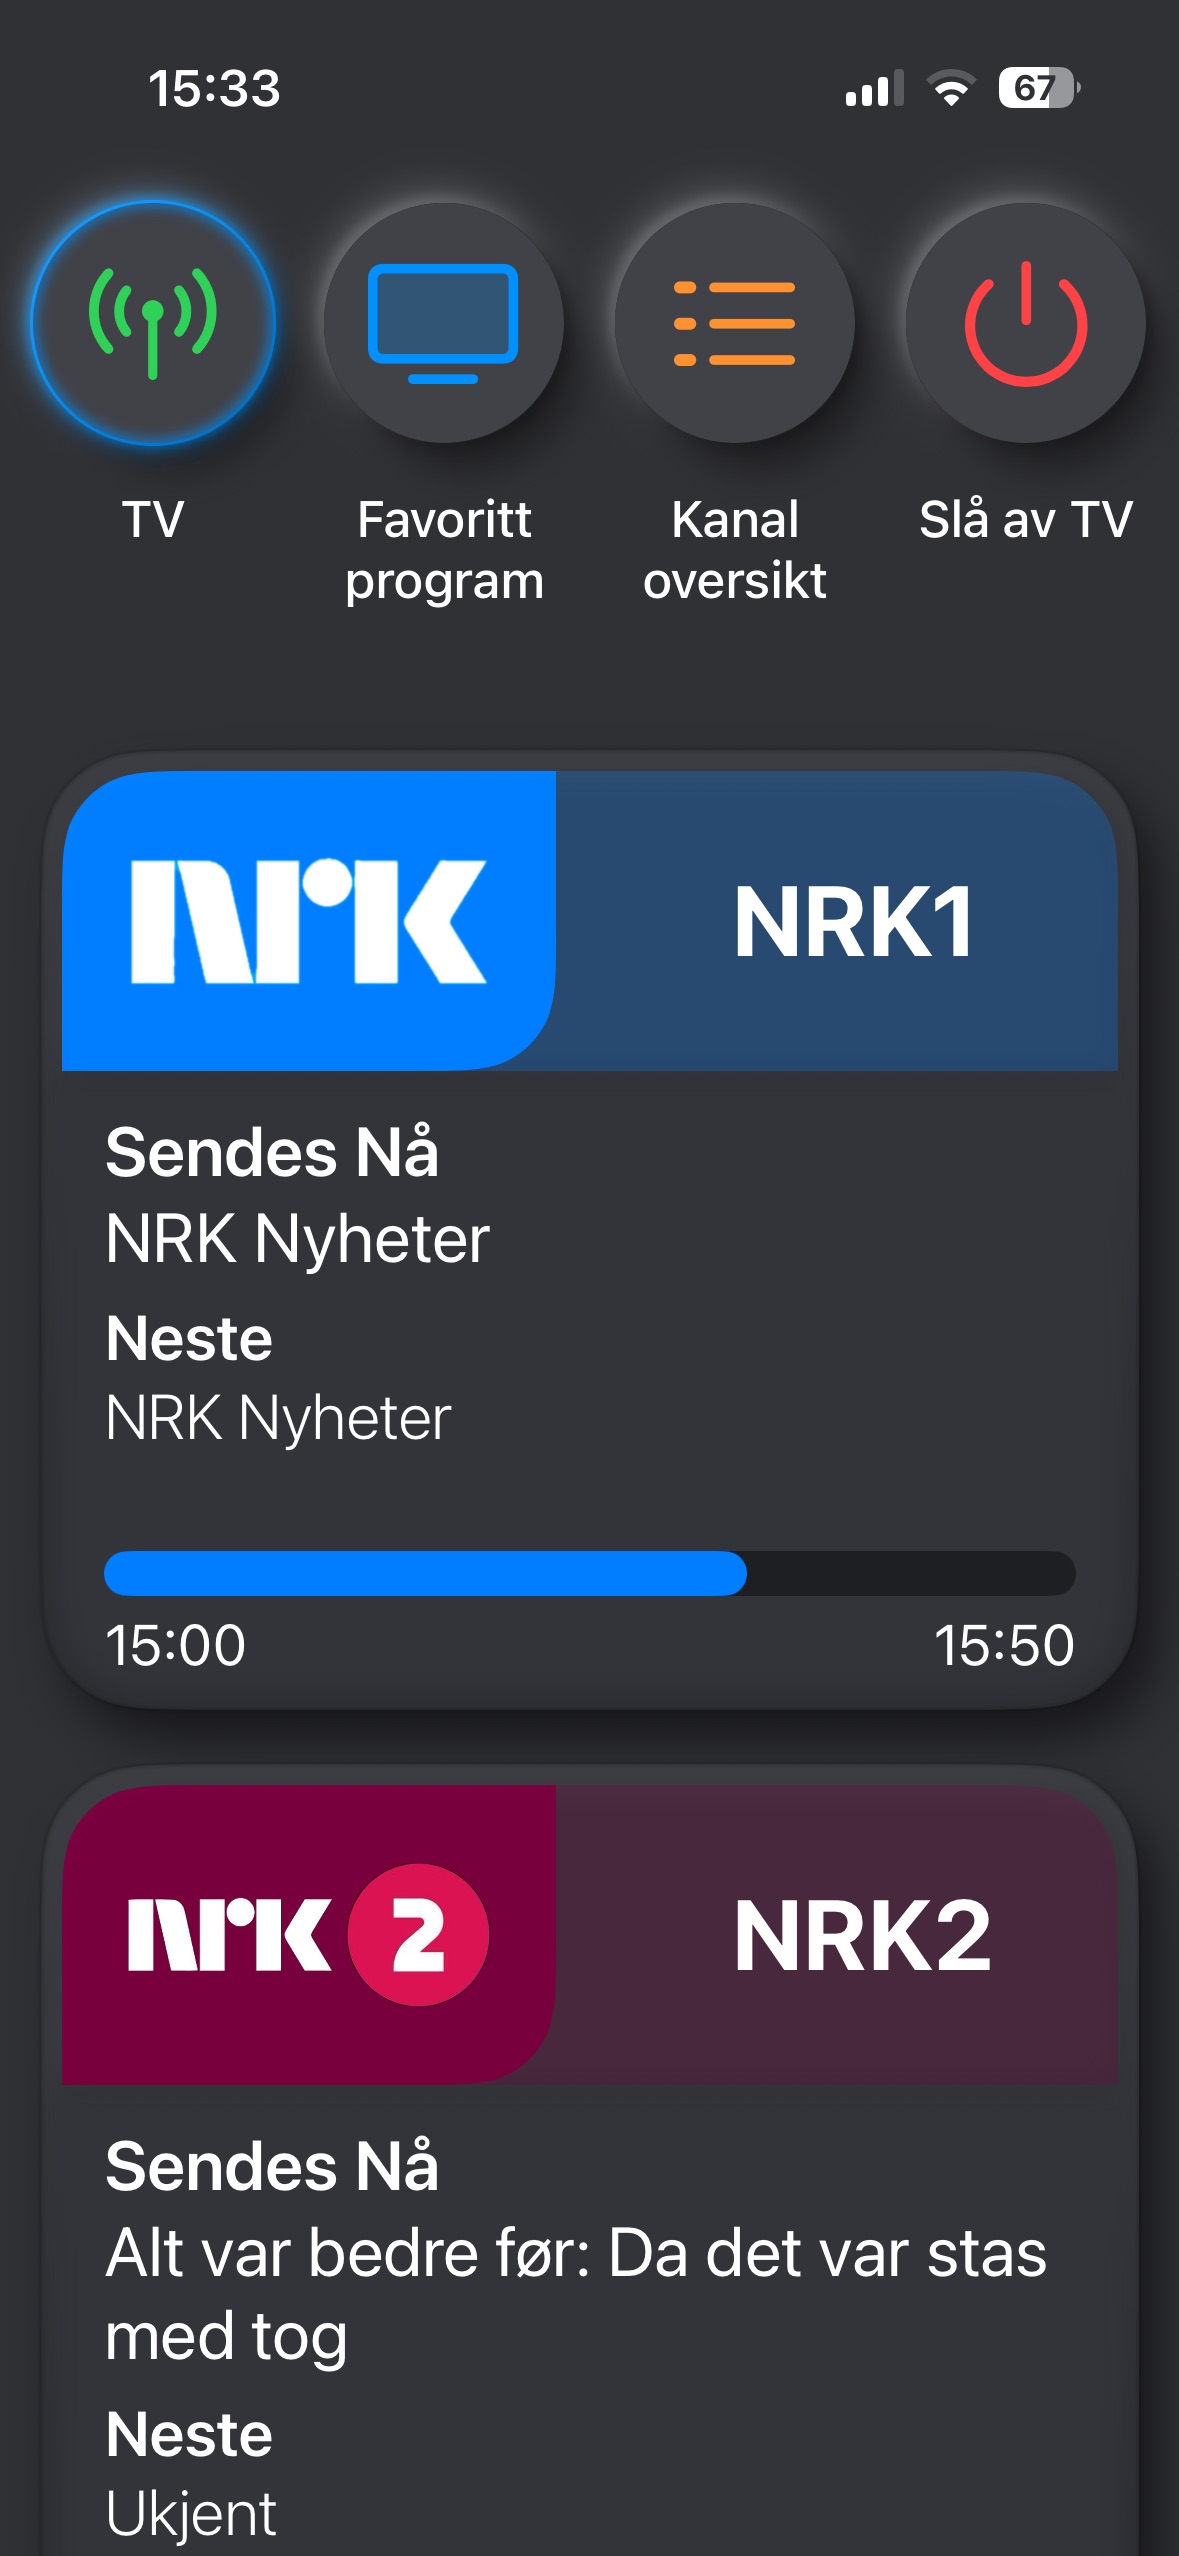 15:33
67
TV
Favoritt
program
Kanal
oversikt
Slå av TV
NRK
NRK1
Sendes Nå
NRK Nyheter
Neste
NRK Nyheter
15:00
15:50
NRK 2
NRK2
Sendes Nå
Alt var bedre før: Da det var stas
med tog
Neste
Ukjent